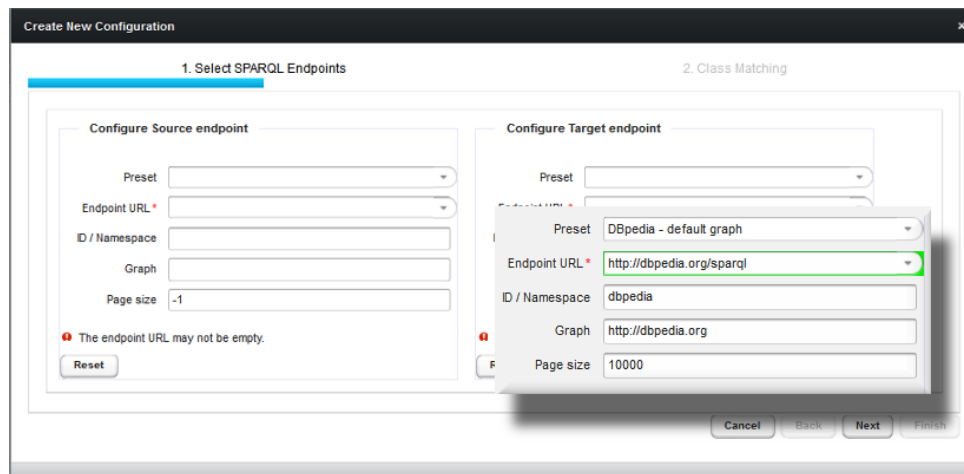 Create New Configuration
×
1. Select SPARQL Endpoints
2. Class Matching
Configure Source endpoint
Preset
Endpoint URL*
ID / Namespace
Graph
Page size -1
The endpoint URL may not be empty.
Reset
Configure Target endpoint
Preset
Preset DBpedia - default graph
Endpoint URL* http://dbpedia.org/sparql
ID / Namespace dbpedia
Graph http://dbpedia.org
Page size 10000
Cancel
Back
Next
Finish